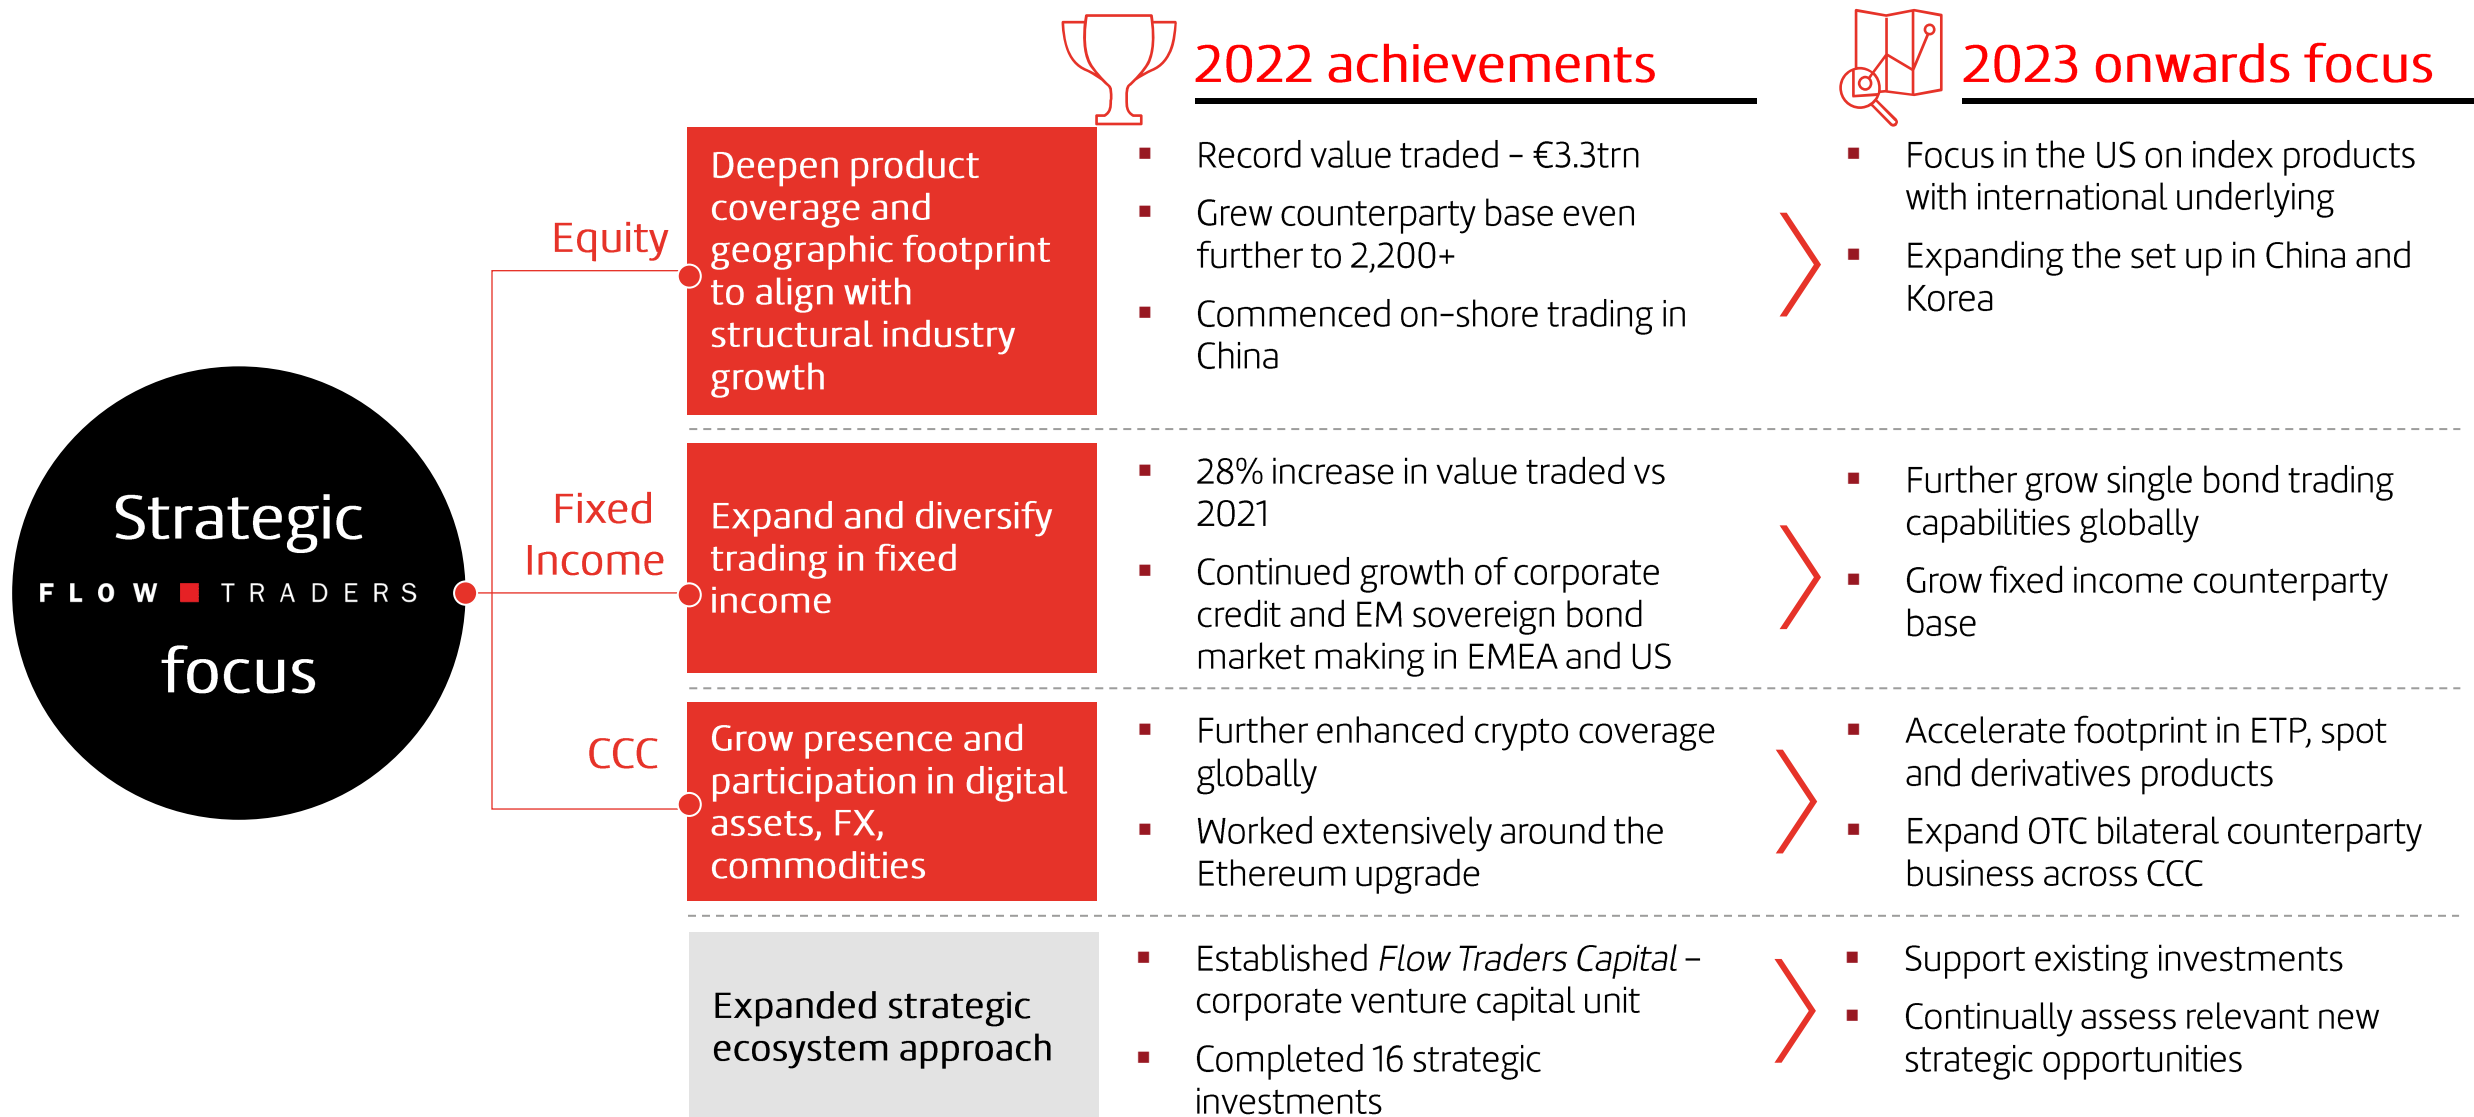 2022 achievements
2023 onwards focus
Strategic
FLOW TRADERS
focus
Equity
Deepen product
coverage and
geographic footprint
to align with
structural industry
growth
▪ Record value traded – €3.3trn
▪ Grew counterparty base even
further to 2,200+
▪ Commenced on-shore trading in
China
▪ Focus in the US on index products
with international underlying
▪ Expanding the set up in China and
Korea
Fixed
Income
Expand and diversify
trading in fixed
income
▪ 28% increase in value traded vs
2021
▪ Continued growth of corporate
credit and EM sovereign bond
market making in EMEA and US
▪ Further grow single bond trading
capabilities globally
▪ Grow fixed income counterparty
base
CCC
Grow presence and
participation in digital
assets, FX,
commodities
▪ Further enhanced crypto coverage
globally
▪ Worked extensively around the
Ethereum upgrade
▪ Accelerate footprint in ETP, spot
and derivatives products
▪ Expand OTC bilateral counterparty
business across CCC
Expanded strategic
ecosystem approach
▪ Established Flow Traders Capital –
corporate venture capital unit
▪ Completed 16 strategic
investments
▪ Support existing investments
▪ Continually assess relevant new
strategic opportunities